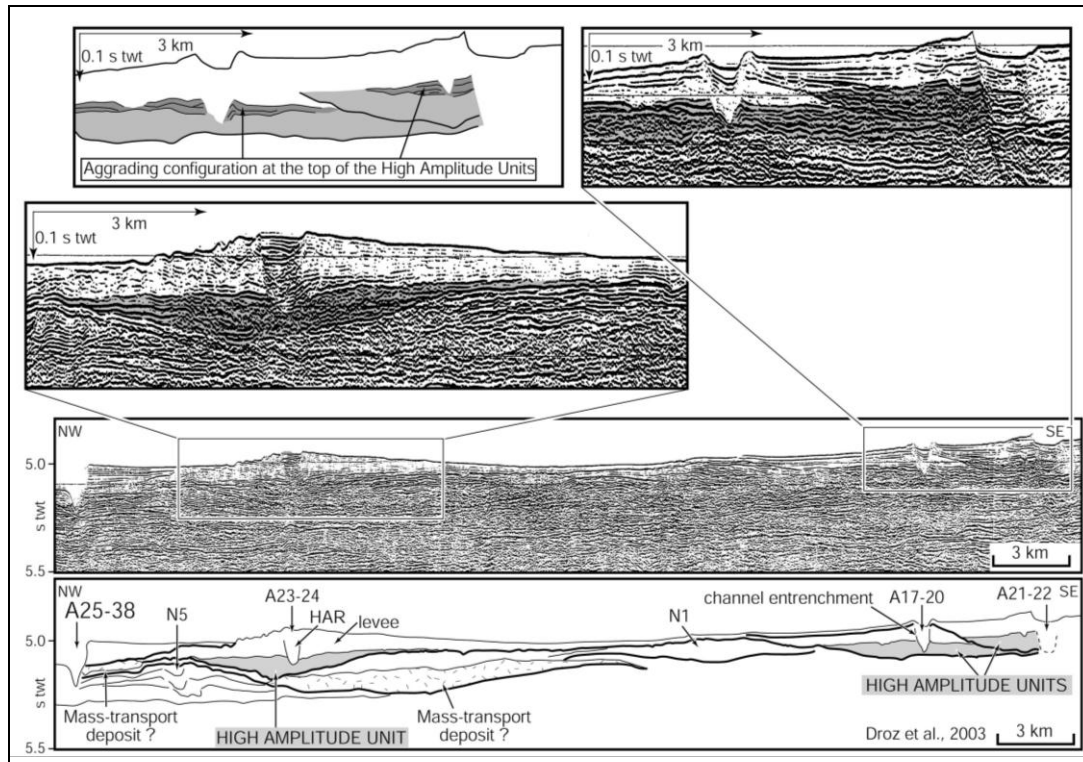 3 km
0.1 s twt
Aggrading configuration at the top of the High Amplitude Units
3 km
0.1 s twt
3 km
0.1 s twt
NW
SE
5.0
s twt
5.5
3 km
NW
A25-38
N5
A23-24
HAR
levee
N1
channel entrenchment
A17-20
A21-22
SE
5.0
s twt
Mass-transport
deposit ?
HIGH AMPLITUDE UNIT
Mass-transport
deposit ?
HIGH AMPLITUDE UNITS
Droz et al., 2003
3 km
5.5